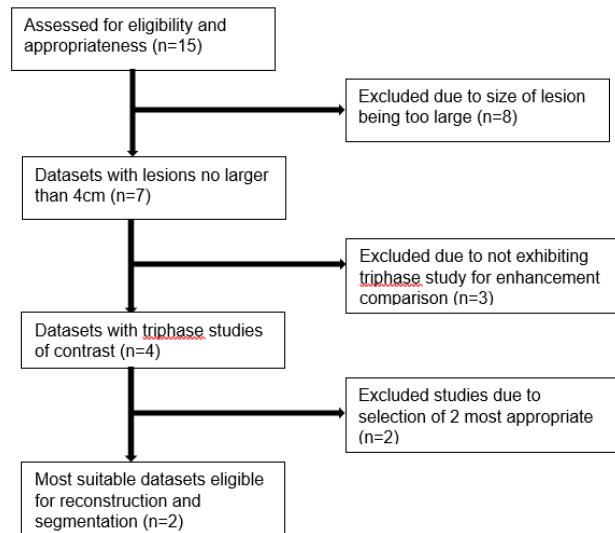 Assessed for eligibility and
appropriateness (n=15)
Excluded due to size of lesion
being too large (n=8)
Datasets with lesions no larger
than 4cm (n=7)
Excluded due to not exhibiting
triphase study for enhancement
comparison (n=3)
Datasets with triphase studies
of contrast (n=4)
Excluded studies due to
selection of 2 most appropriate
(n=2)
Most suitable datasets eligible
for reconstruction and
segmentation (n=2)